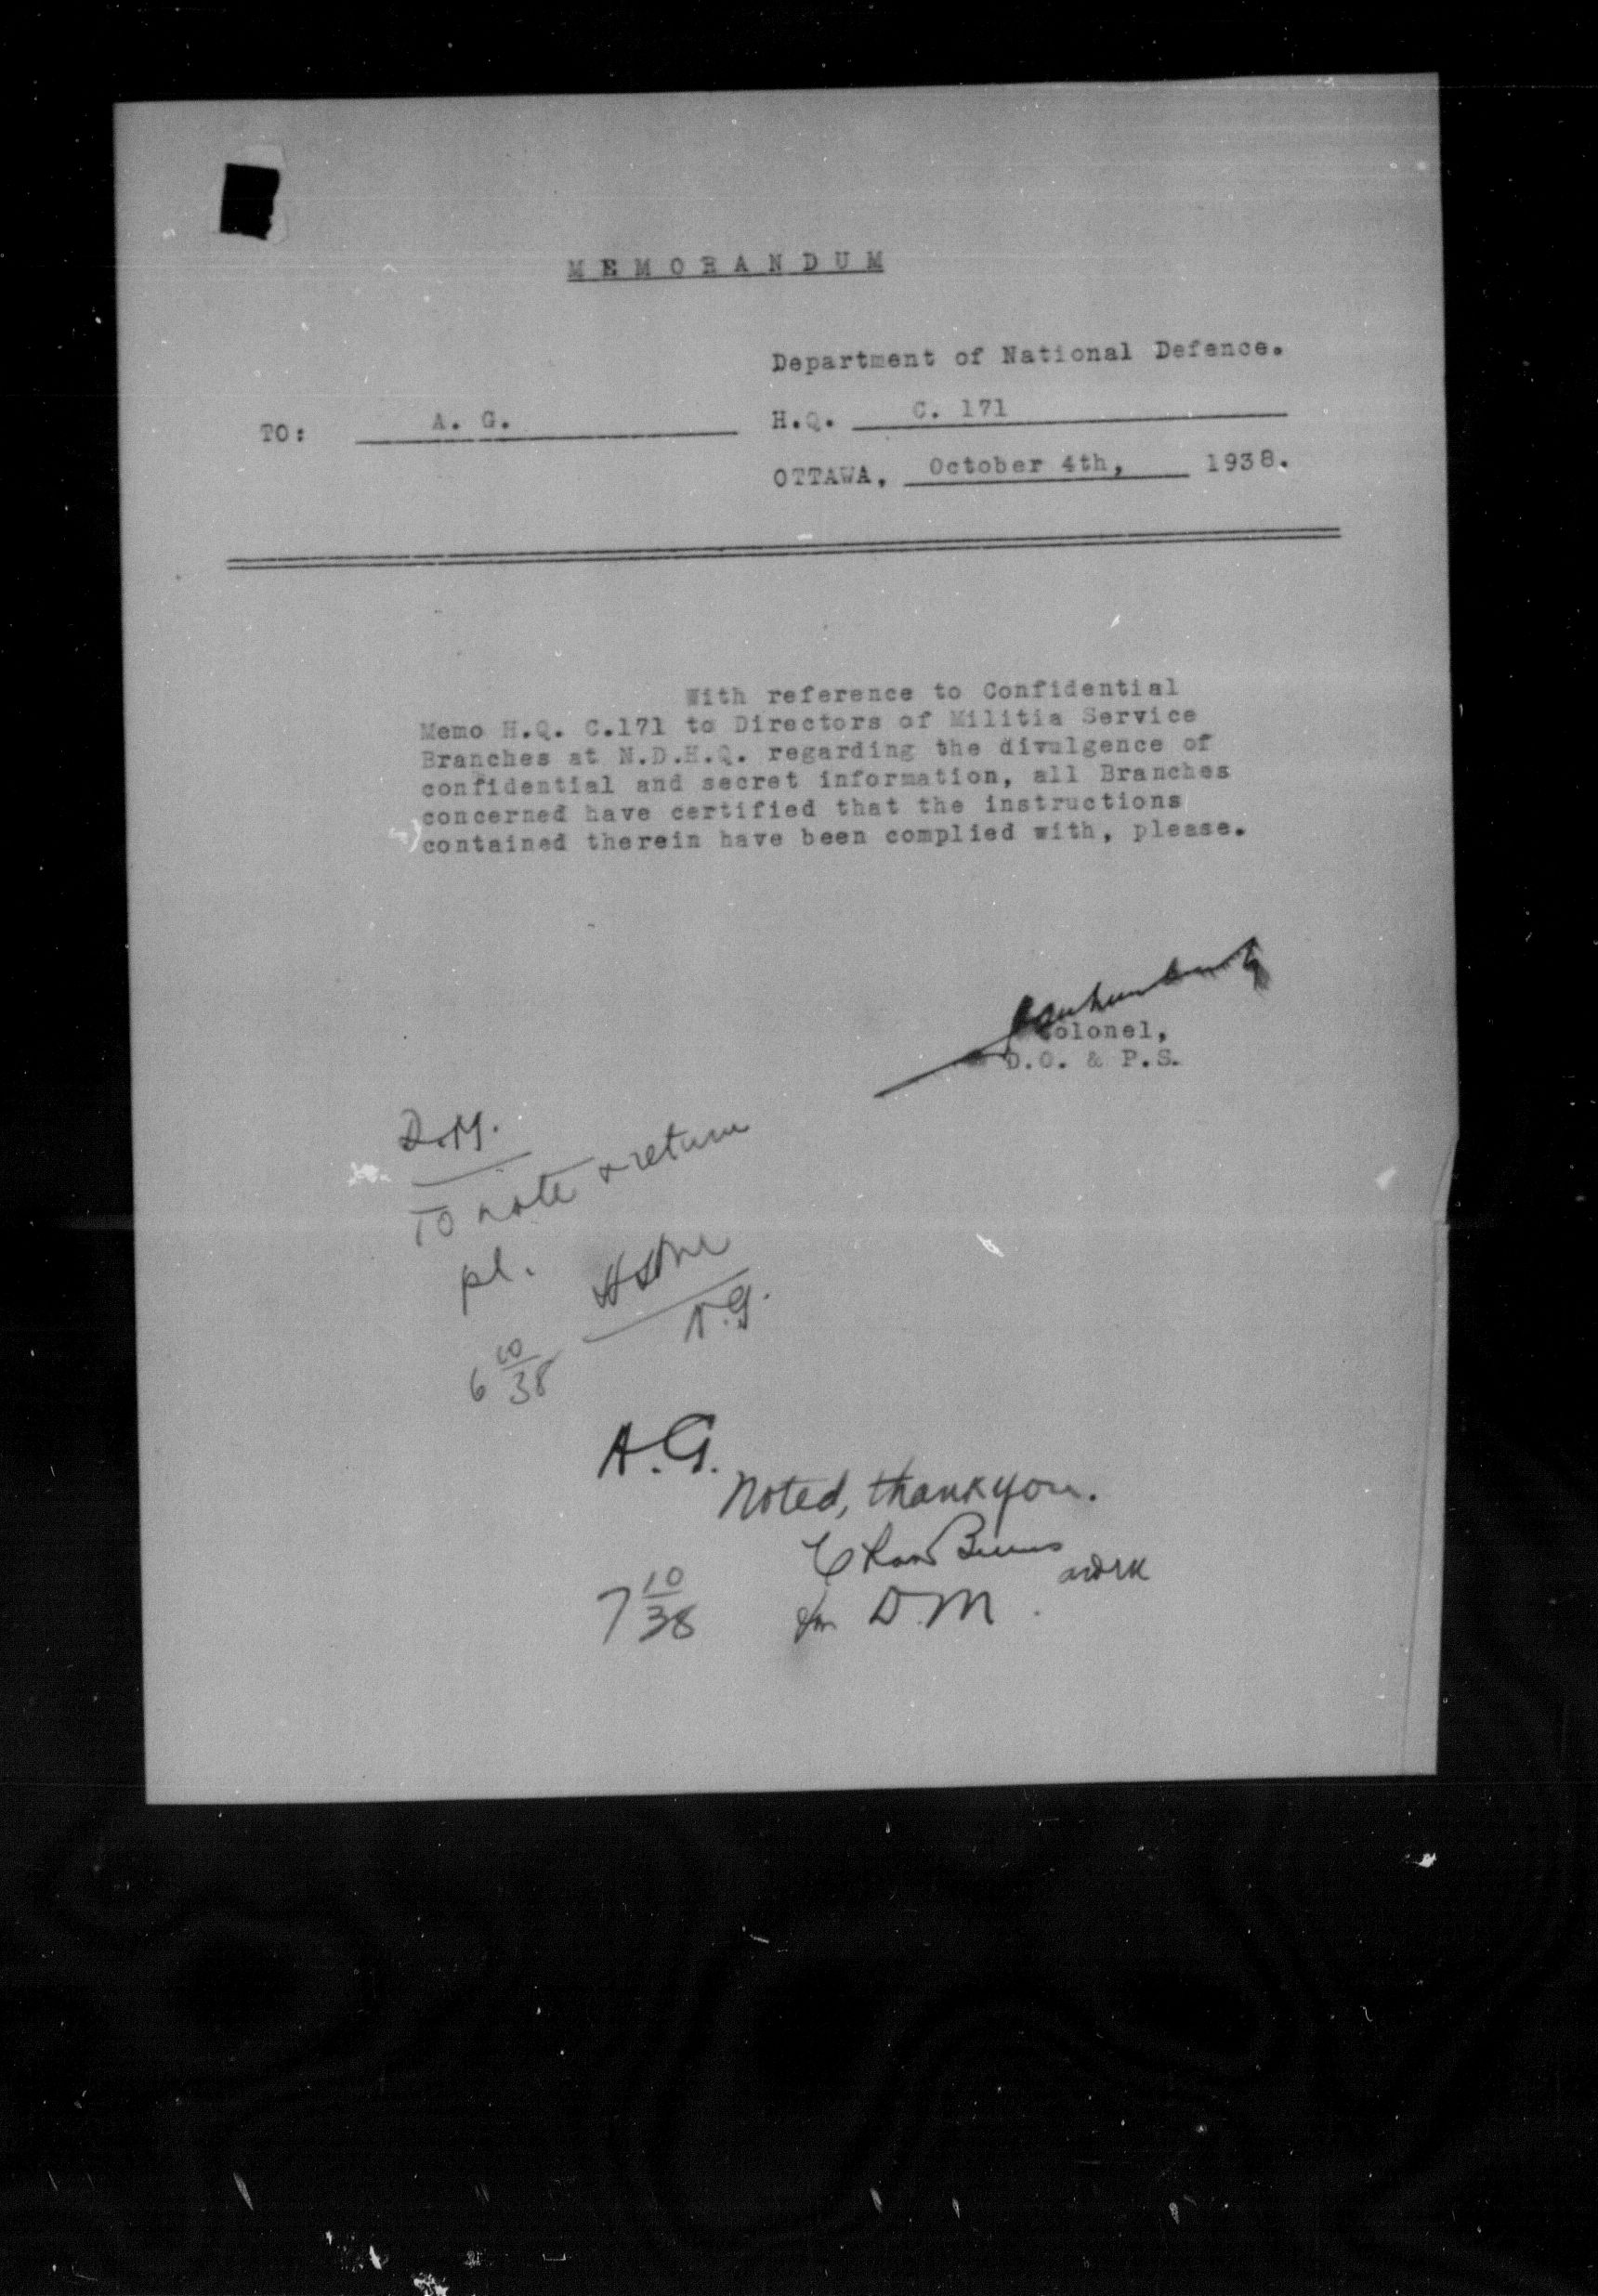 MEMORANDUM
Department of National Defence.
TO: A. G. H.Q. C. 171
OTTAWA, October 4th, 1938.
With reference to Confidential
Memo H.Q. C.171 to Directors of Militia Service
Branches at N.D.H.Q. regarding the divulgence of
confidential and secret information, all Branches
concerned have certified that the instructions
contained therein have been complied with, please.
Colonel,
D.O. & P.S.
D.M.
To note & return
pl.
A.G.
6 10/38
A.G.
Noted, thank you.
7 10/38 for D.M.